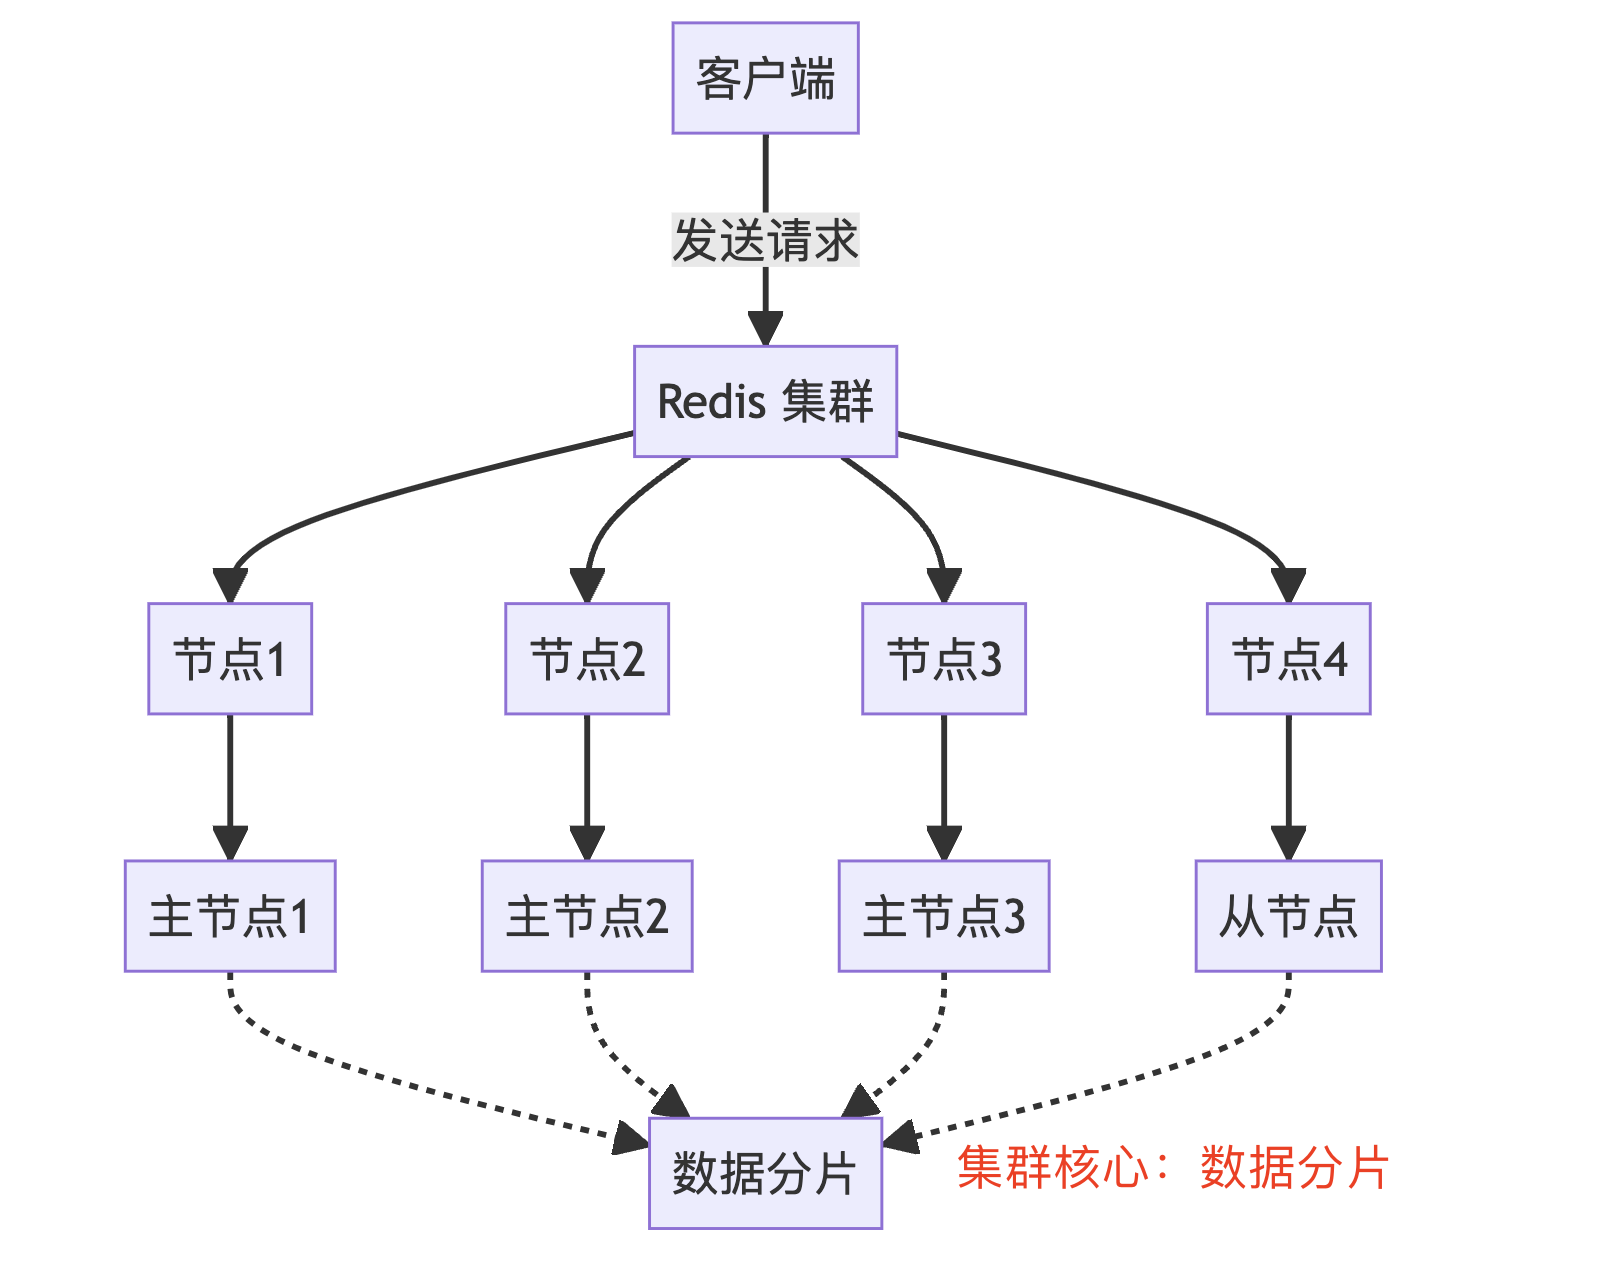 客户端
发送请求
Redis 集群
节点1
节点2
节点3
节点4
主节点1
主节点2
主节点3
从节点
数据分片
集群核心：数据分片